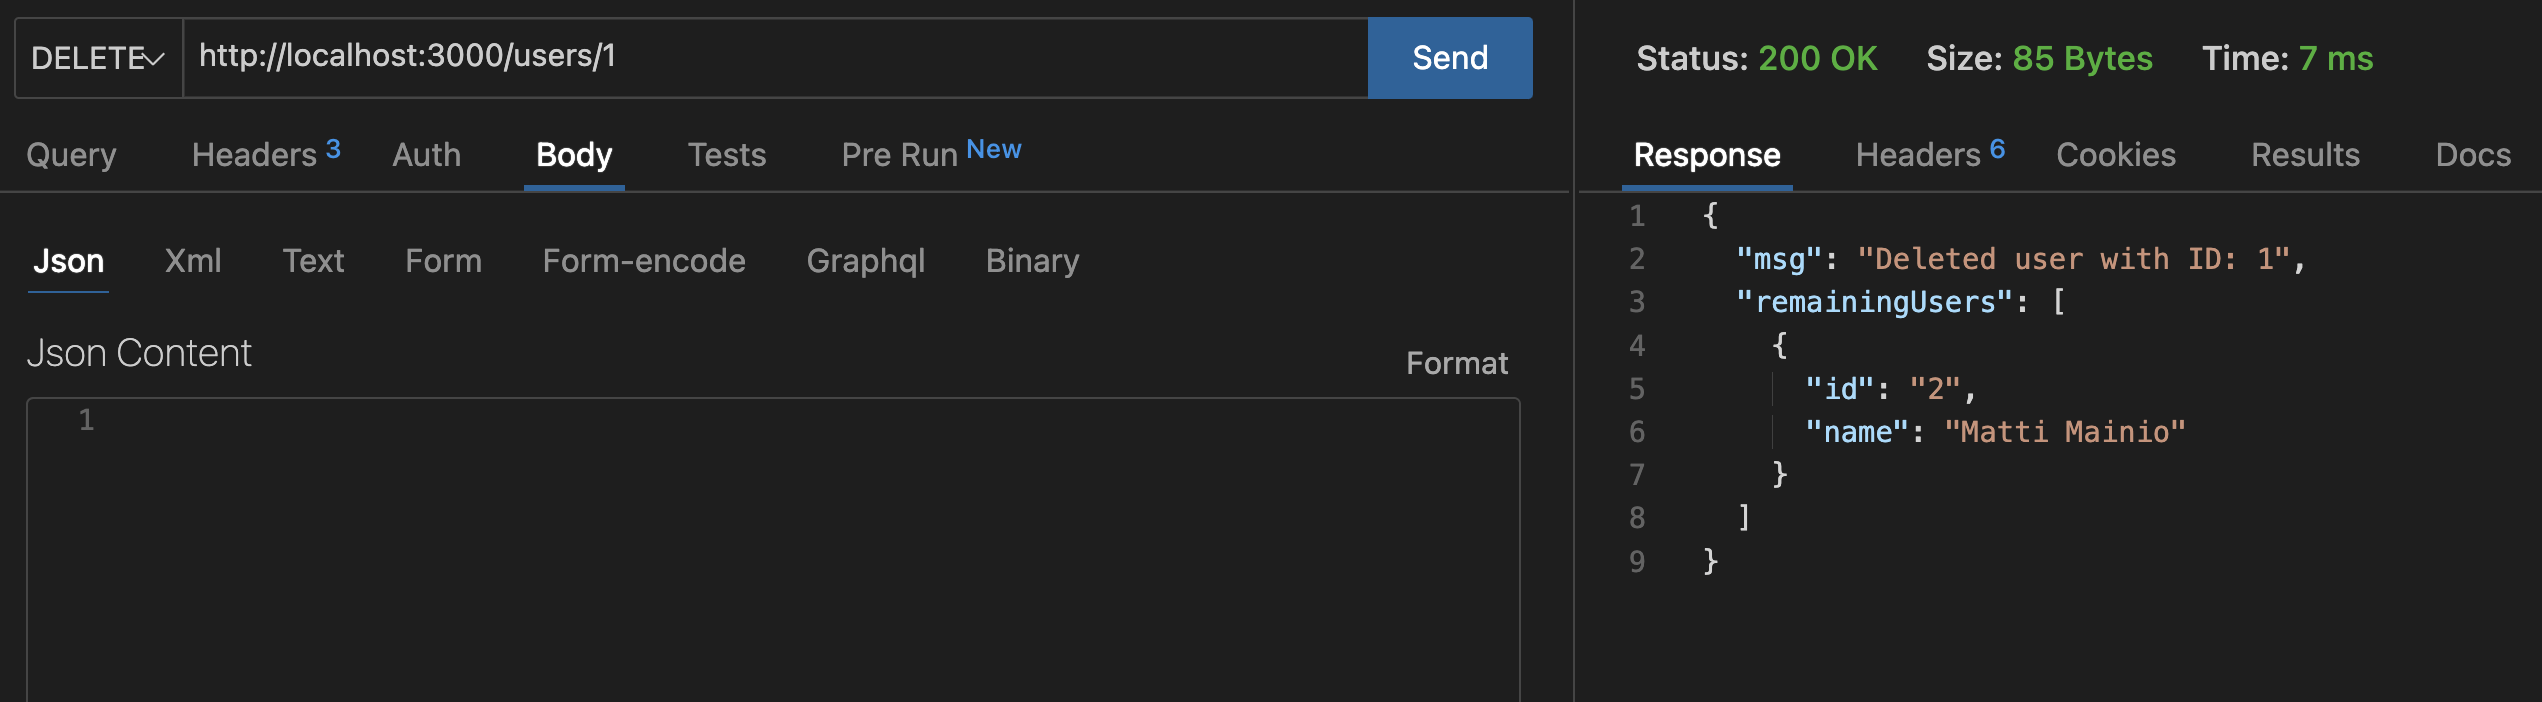 DELETE http://localhost:3000/users/1 Send
Query Headers 3 Auth Body Tests Pre Run New
Json Xml Text Form Form-encode Graphql Binary
Json Content Format
1
Status: 200 OK Size: 85 Bytes Time: 7 ms
Response Headers 6 Cookies Results Docs
1 {
2 "msg": "Deleted user with ID: 1",
3 "remainingUsers": [
4 {
5 "id": "2",
6 "name": "Matti Mainio"
7 }
8 ]
9 }